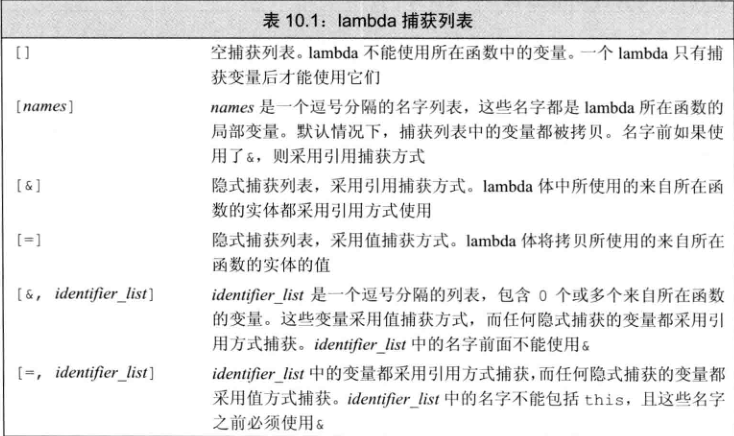 表 10.1：lambda 捕获列表
[] 空捕获列表。lambda 不能使用所在函数中的变量。一个 lambda 只有捕
获变量后才能使用它们
[names] names 是一个逗号分隔的名字列表，这些名字都是 lambda 所在函数的
局部变量。默认情况下，捕获列表中的变量都被拷贝。名字前如果使
用了&，则采用引用捕获方式
[&] 隐式捕获列表，采用引用捕获方式。lambda 体中所使用的来自所在函
数的实体都采用引用方式使用
[=] 隐式捕获列表，采用值捕获方式。lambda 体将拷贝所使用的来自所在
函数的实体的值
[&, identifier_list] identifier_list 是一个逗号分隔的列表，包含 0 个或多个来自所在函数
的变量。这些变量采用值捕获方式，而任何隐式捕获的变量都采用引
用方式捕获。identifier_list 中的名字前面不能使用&
[=, identifier_list] identifier_list 中的变量都采用引用方式捕获，而任何隐式捕获的变量都
采用值方式捕获。identifier_list 中的名字不能包括 this，且这些名字
之前必须使用&